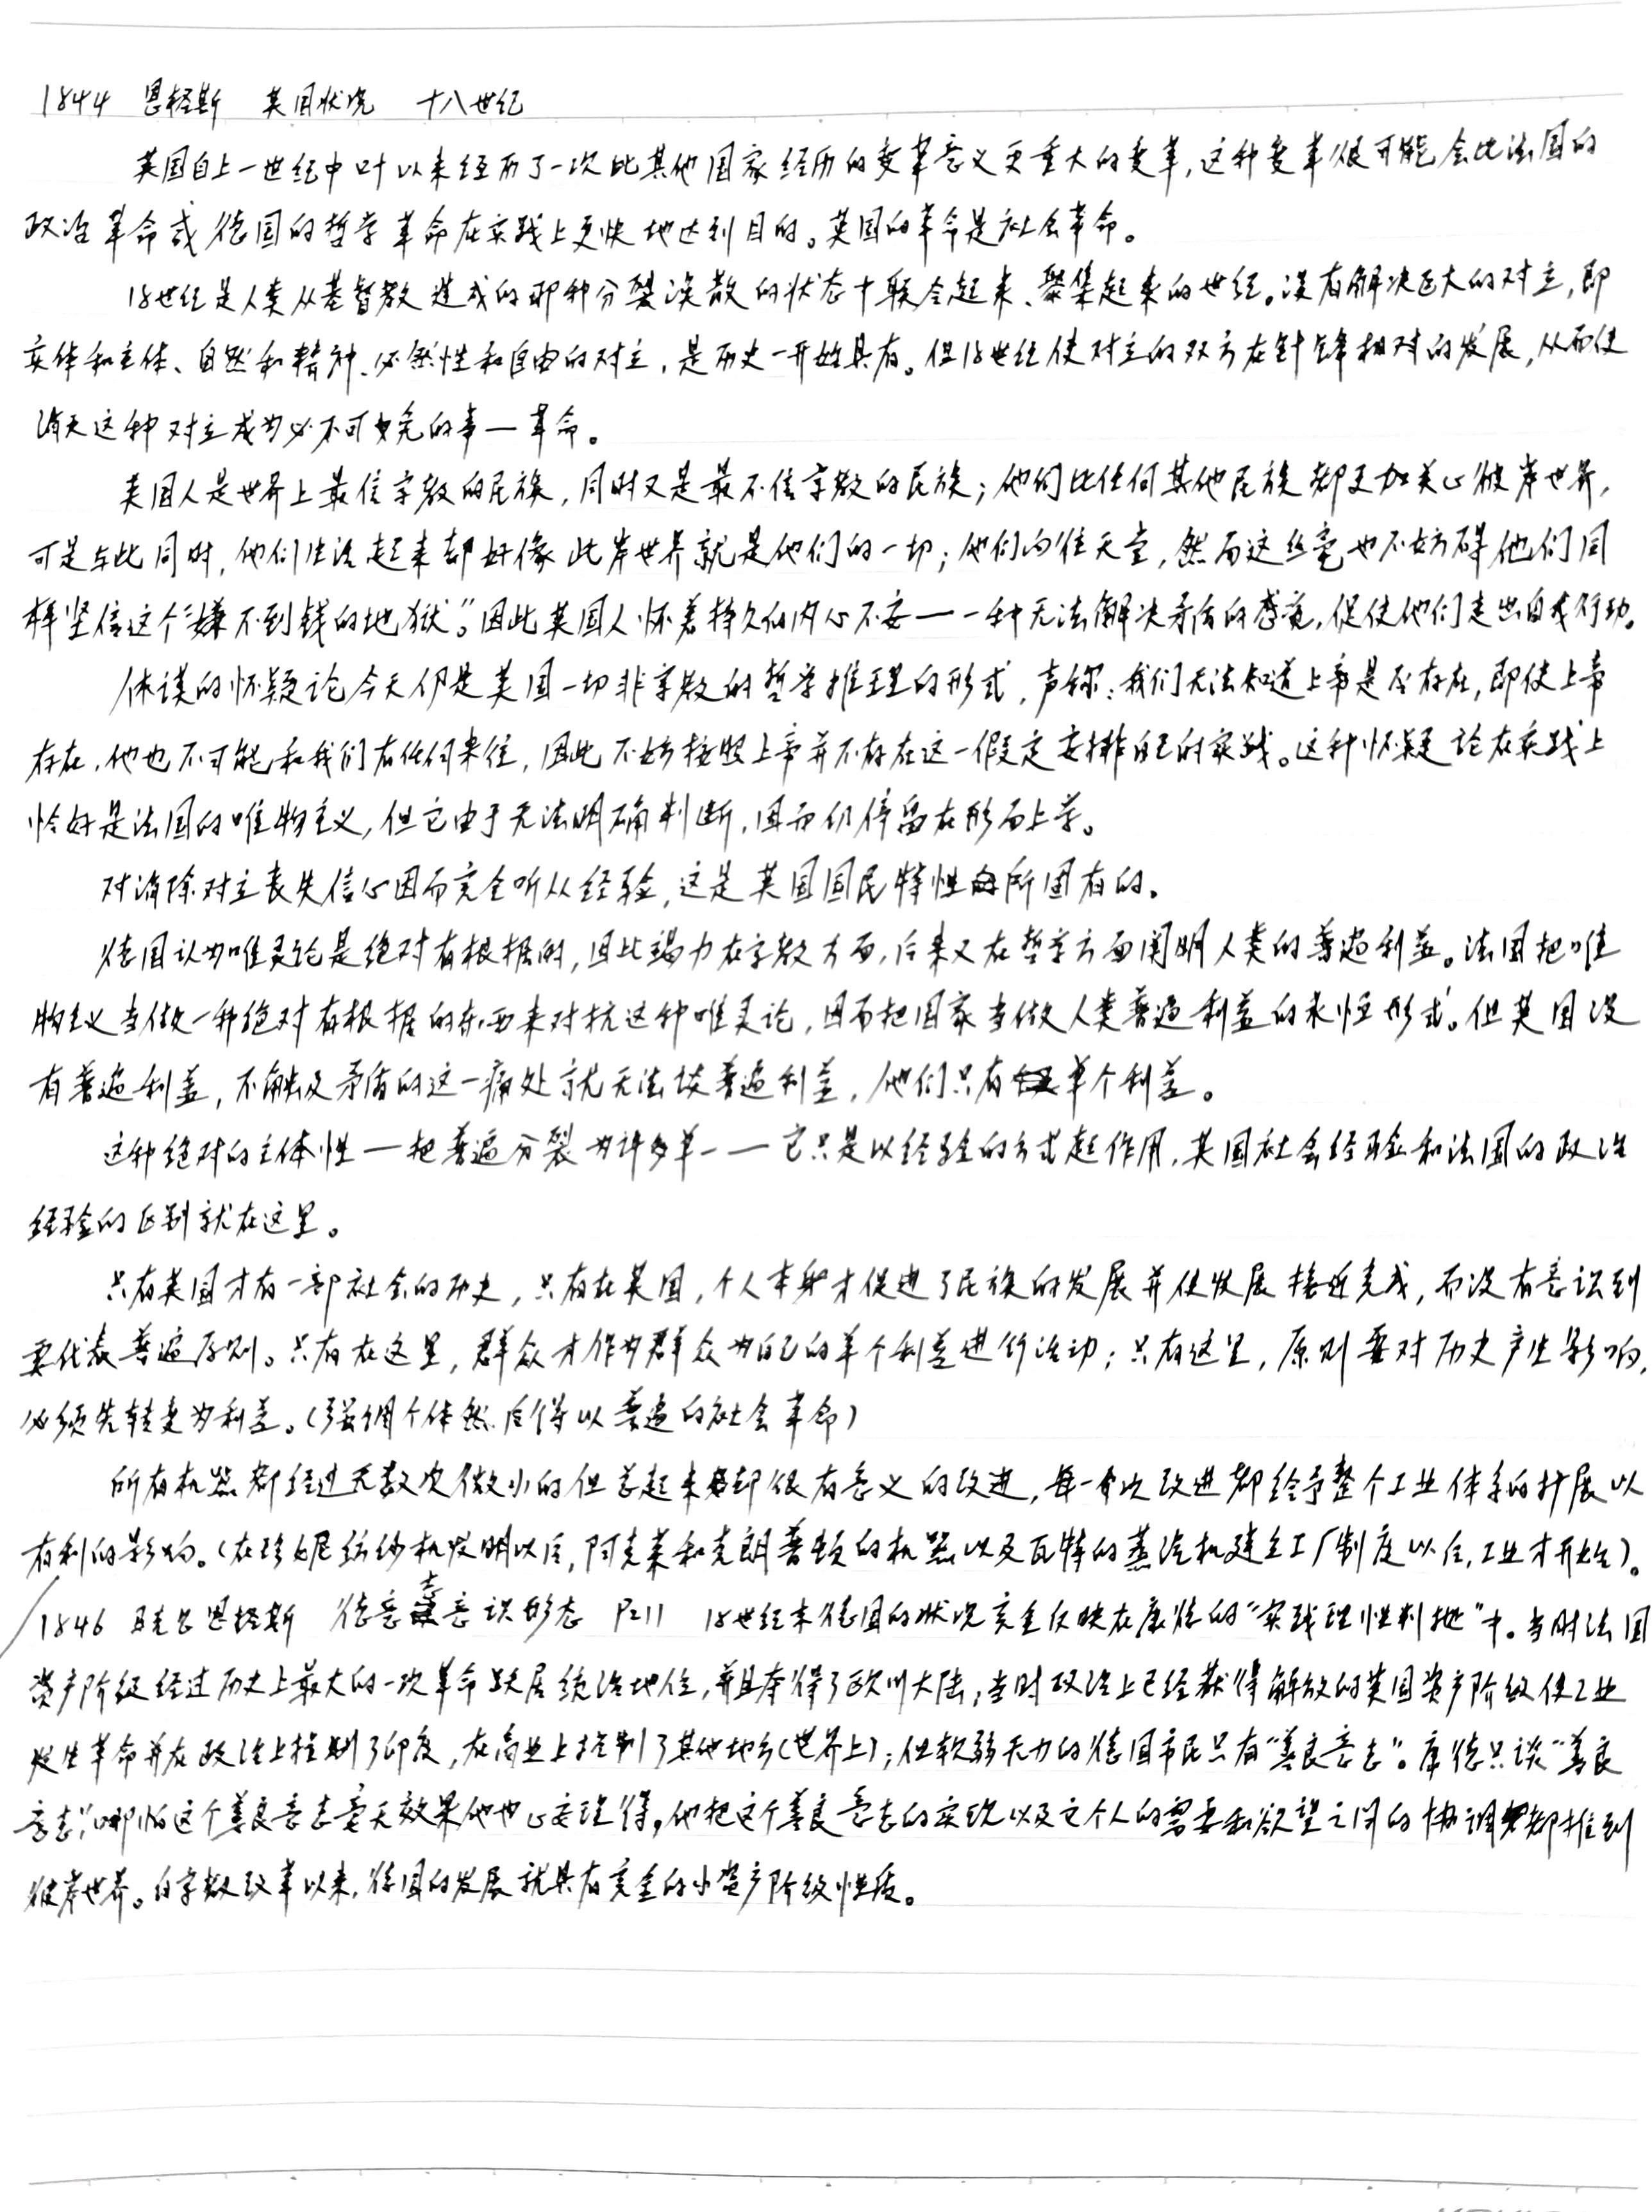 1844 恩格斯 英国状况 十八世纪
英国自上一世纪中叶以来经历了一次比其他国家经历的变革意义更重大的变革,这种变革很可能会比法国的
政治革命或德国的哲学革命在实践上更快地达到目的。英国的革命是社会革命。
18世纪是人类从基督教造成的那种分裂涣散的状态中联合起来、聚集起来的世纪。没有解决巨大的对立,即
实体和主体、自然和精神、必然性和自由的对立,是历史一开始具有。但18世纪使对立的双方在针锋相对的发展,从而使
消灭这种对立成为必不可免的事—革命。
英国人是世界上最信宗教的民族,同时又是最不信宗教的民族;他们比任何其他民族都更加关心彼岸世界,
可是与此同时,他们生活起来却好像此岸世界就是他们的一切;他们向往天堂,然而这丝毫也不妨碍他们同
样坚信这个“赚不到钱的地狱”。因此英国人怀着持久的内心不安——一种无法解决矛盾的感觉,促使他们走出自我行动。
休谟的怀疑论今天仍是英国一切非宗教的哲学推理的形式,声称:我们无法知道上帝是否存在,即使上帝
存在,他也不可能和我们有任何来往,因此不妨按照上帝并不存在这一假定安排自己的实践。这种怀疑论在实践上
恰好是法国的唯物主义,但它由于无法明确判断,因而仍停留在形而上学。
对消除对立丧失信心因而完全听从经验,这是英国国民特性所固有的。
德国认为唯灵论是绝对有根据的,因此竭力在宗教方面,后来又在哲学方面阐明人类的普遍利益。法国把唯
物主义当做一种绝对有根据的东西来对抗这种唯灵论,因而把国家当做人类普遍利益的永恒形式。但英国没
有普遍利益,不触及矛盾的这一痛处就无法谈普遍利益,他们只有单个利益。
这种绝对的主体性—把普遍分裂为许多单一—它只是以经验的方式起作用,英国社会经验和法国的政治
经验的区别就在这里。
只有英国才有一部社会的历史,只有在英国,个人本身才促进了民族的发展并使发展接近完成,而没有意识到
要代表普遍原则。只有在这里,群众才作为群众为自己的单个利益进行活动;只有这里,原则要对历史产生影响,
必须先转变为利益。(强调个体然后得以普遍的社会革命)
所有机器都经过无数次微小的但总起来却很有意义的改进,每一次改进都给予整个工业体系的扩展以
有利的影响。(在珍妮纺纱机发明以后,阿克莱和克朗普顿的机器以及瓦特的蒸汽机建立工厂制度以后,工业才开始)。
1846 马克思恩格斯 德意志意识形态 P211 18世纪末德国的状况完全反映在康德的“实践理性判批”中。当时法国
资产阶级经过历史上最大的一次革命跃居统治地位,并且夺得了欧洲大陆;当时政治上已经获得解放的英国资产阶级使工业
发生革命并在政治上控制了印度,在商业上控制了其他地方(世界上);但软弱无力的德国市民只有“善良意志”。康德只谈“善良
意志”,哪怕这个善良意志毫无效果他也心安理得,他把这个善良意志的实现以及它个人的需要和欲望之间的协调都推到
彼岸世界。自宗教改革以来,德国的发展就具有完全的小资产阶级性质。